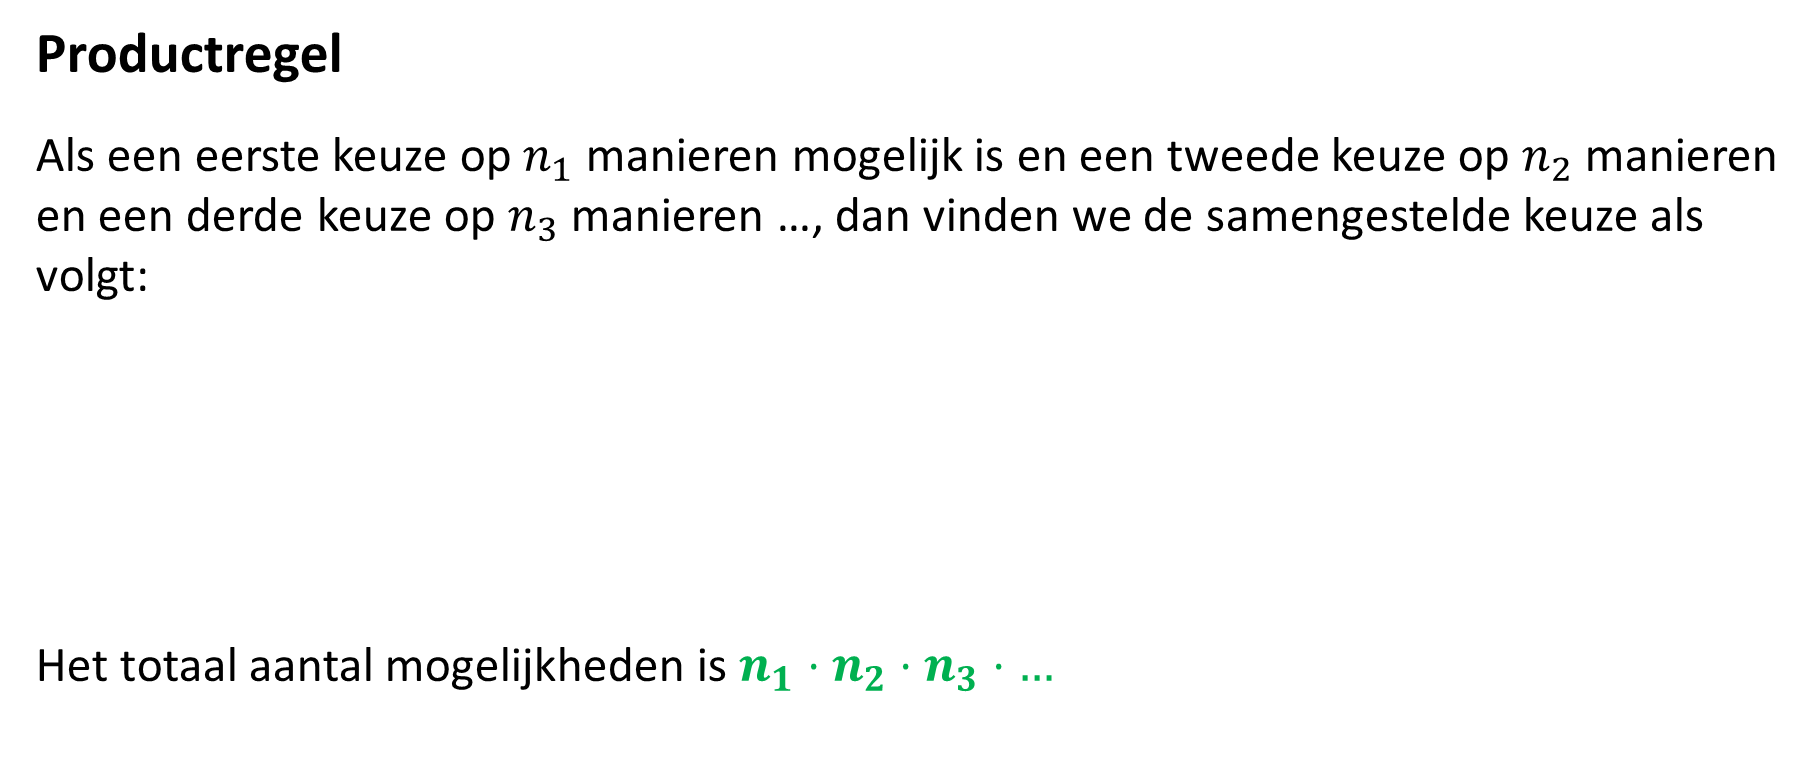 Productregel
Als een eerste keuze op n₁ manieren mogelijk is en een tweede keuze op n₂ manieren
en een derde keuze op n₃ manieren ..., dan vinden we de samengestelde keuze als
volgt:
Het totaal aantal mogelijkheden is n₁ · n₂ · n₃ · ...